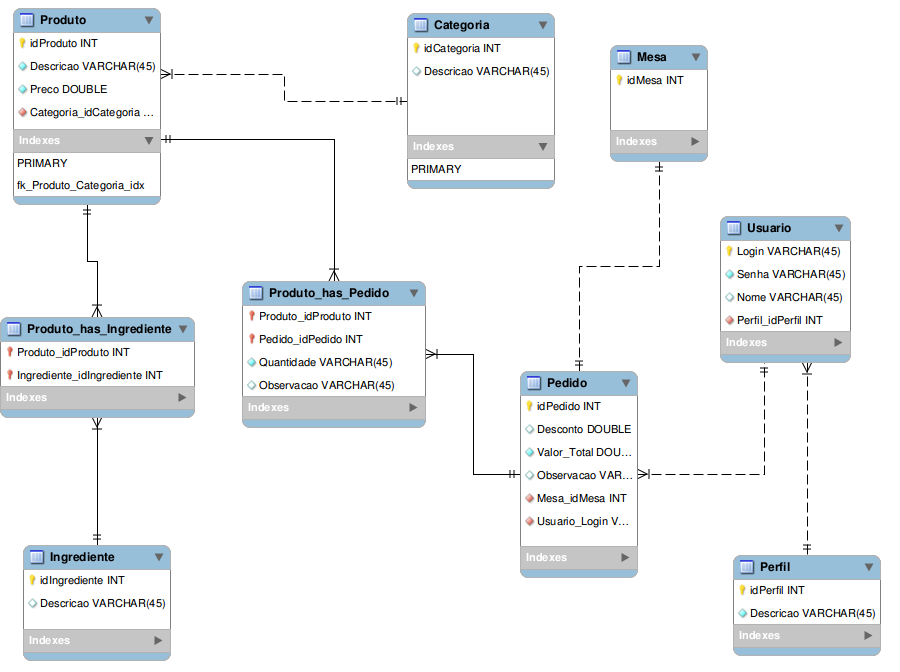 Produto
idProduto INT
Descricao VARCHAR(45)
Preco DOUBLE
Categoria_idCategoria ...
Indexes
PRIMARY
fk_Produto_Categoria_idx
Categoria
idCategoria INT
Descricao VARCHAR(45)
Indexes
PRIMARY
Mesa
idMesa INT
Indexes
Usuario
Login VARCHAR(45)
Senha VARCHAR(45)
Nome VARCHAR(45)
Perfil_idPerfil INT
Indexes
Produto_has_Ingrediente
Produto_idProduto INT
Ingrediente_idIngrediente INT
Indexes
Produto_has_Pedido
Produto_idProduto INT
Pedido_idPedido INT
Quantidade VARCHAR(45)
Observacao VARCHAR(45)
Indexes
Pedido
idPedido INT
Desconto DOUBLE
Valor_Total DOU...
Observacao VAR...
Mesa_idMesa INT
Usuario_Login V...
Indexes
Ingrediente
idIngrediente INT
Descricao VARCHAR(45)
Indexes
Perfil
idPerfil INT
Descricao VARCHAR(45)
Indexes